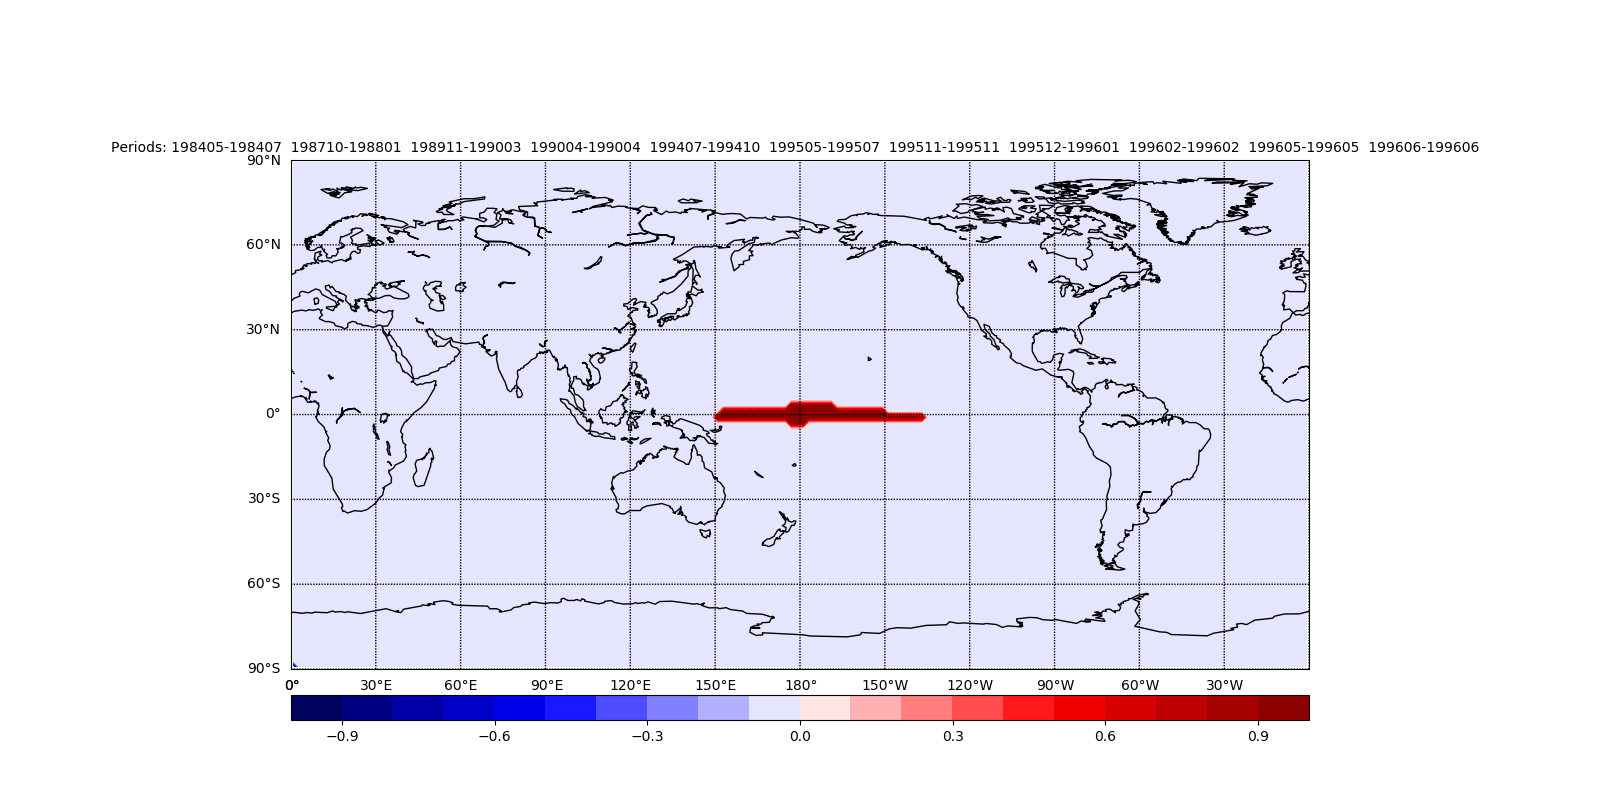 Periods: 198405-198407  198710-198801  198911-199003  199004-199004  199407-199410  199505-199507  199511-199511  199512-199601  199602-199602  199605-199605  199606-199606
90°N
60°N
30°N
0°
30°S
60°S
90°S
0° 30°E 60°E 90°E 120°E 150°E 180° 150°W 120°W 90°W 60°W 30°W
−0.9 −0.6 −0.3 0.0 0.3 0.6 0.9